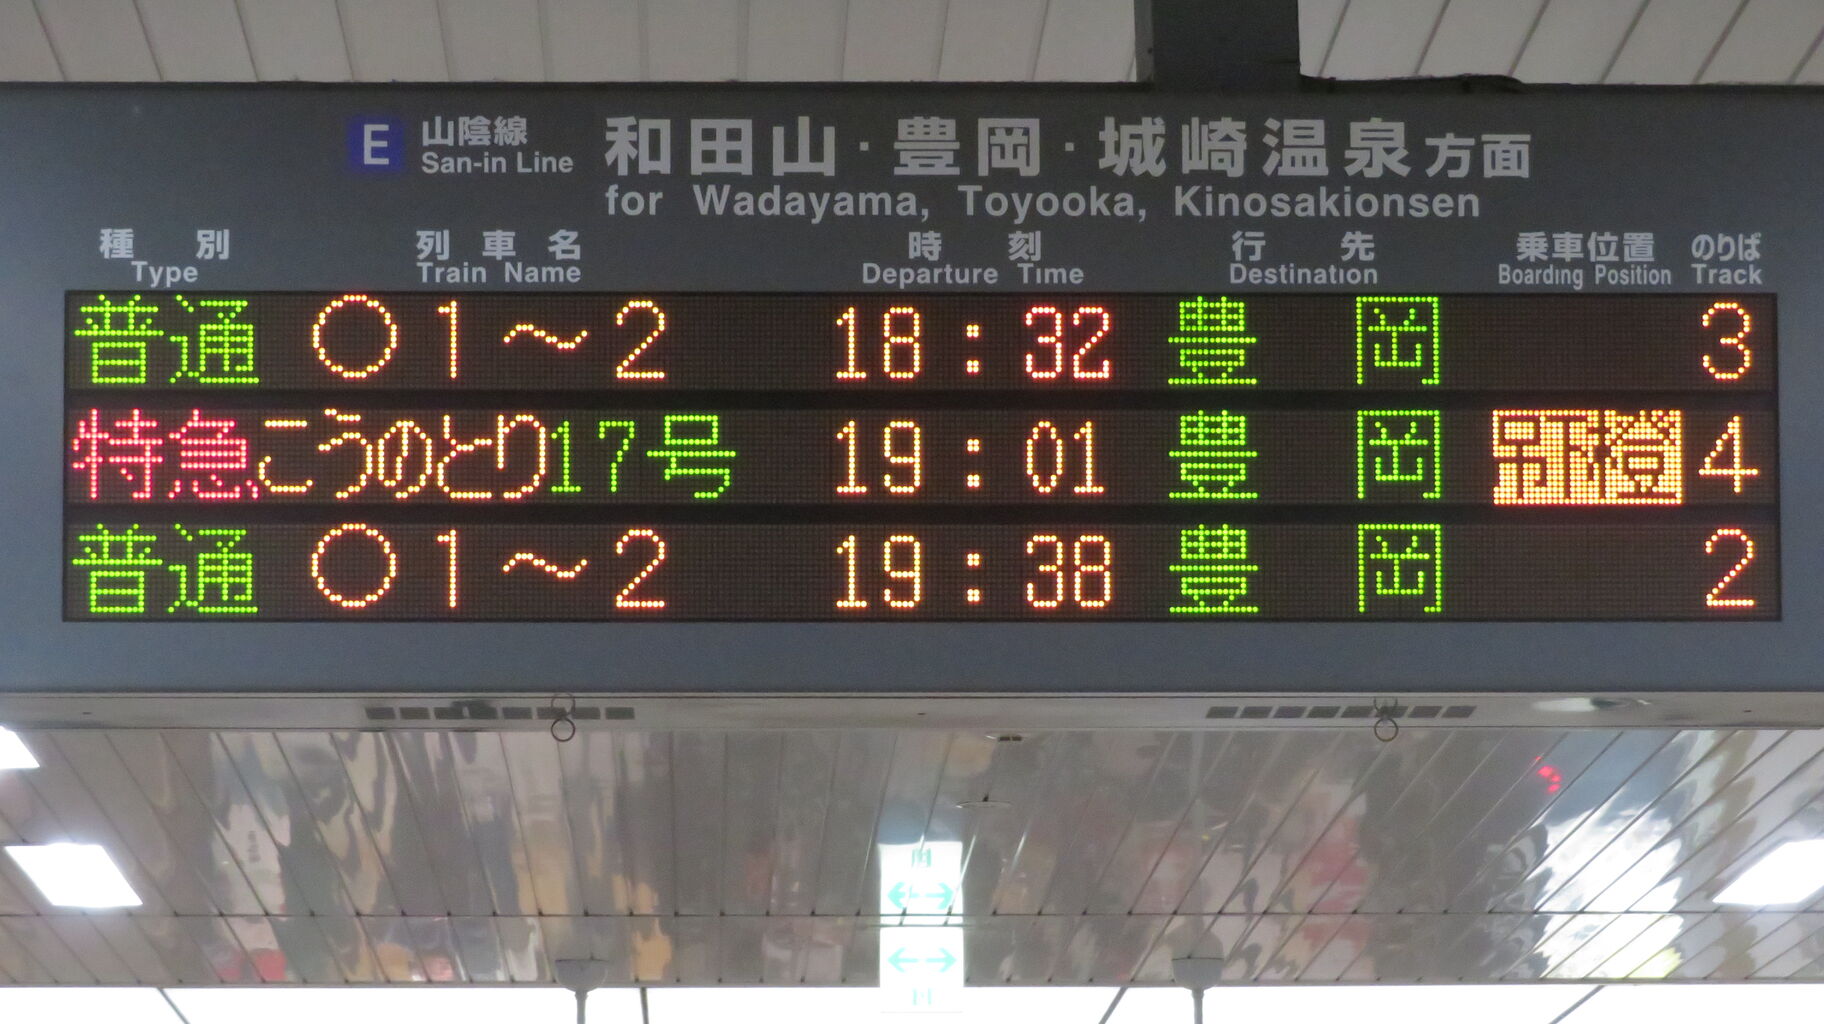 E 山陰線 和田山・豊岡・城崎温泉方面
San-in Line for Wadayama, Toyooka, Kinosakionsen
種別 列車名 時刻 行先 乗車位置 のりば
Type Train Name Departure Time Destination Boarding Position Track
普通 ○1～2 18:32 豊岡 3
特急 こうのとり17号 19:01 豊岡 4
普通 ○1～2 19:38 豊岡 2